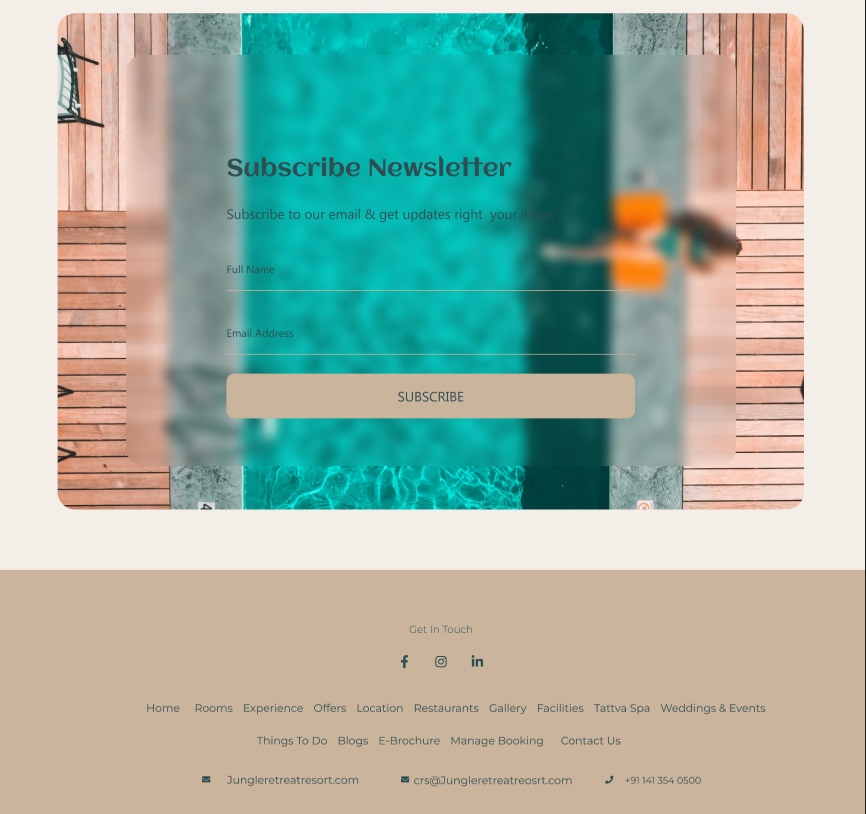 Subscribe Newsletter
Subscribe to our email & get updates right your inbox
Full Name
Email Address
SUBSCRIBE
4
Get In Touch
Home Rooms Experience Offers Location Restaurants Gallery Facilities Tattva Spa Weddings & Events
Things To Do Blogs E-Brochure Manage Booking Contact Us
Jungleretreatresort.com crs@Jungleretreatreosrt.com +91 141 354 0500